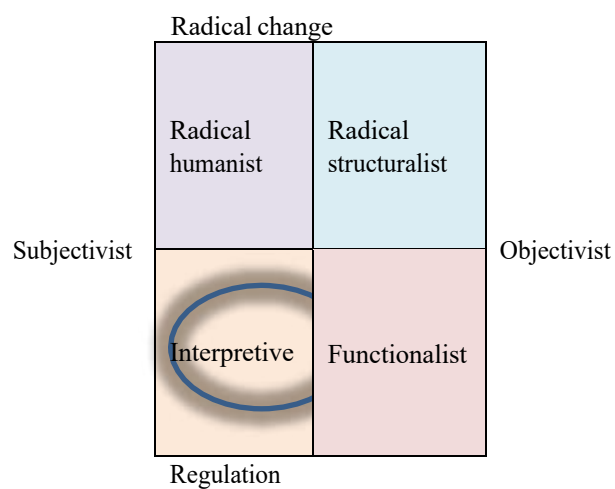 Radical change
Radical
humanist
Radical
structuralist
Subjectivist
Objectivist
Interpretive
Functionalist
Regulation